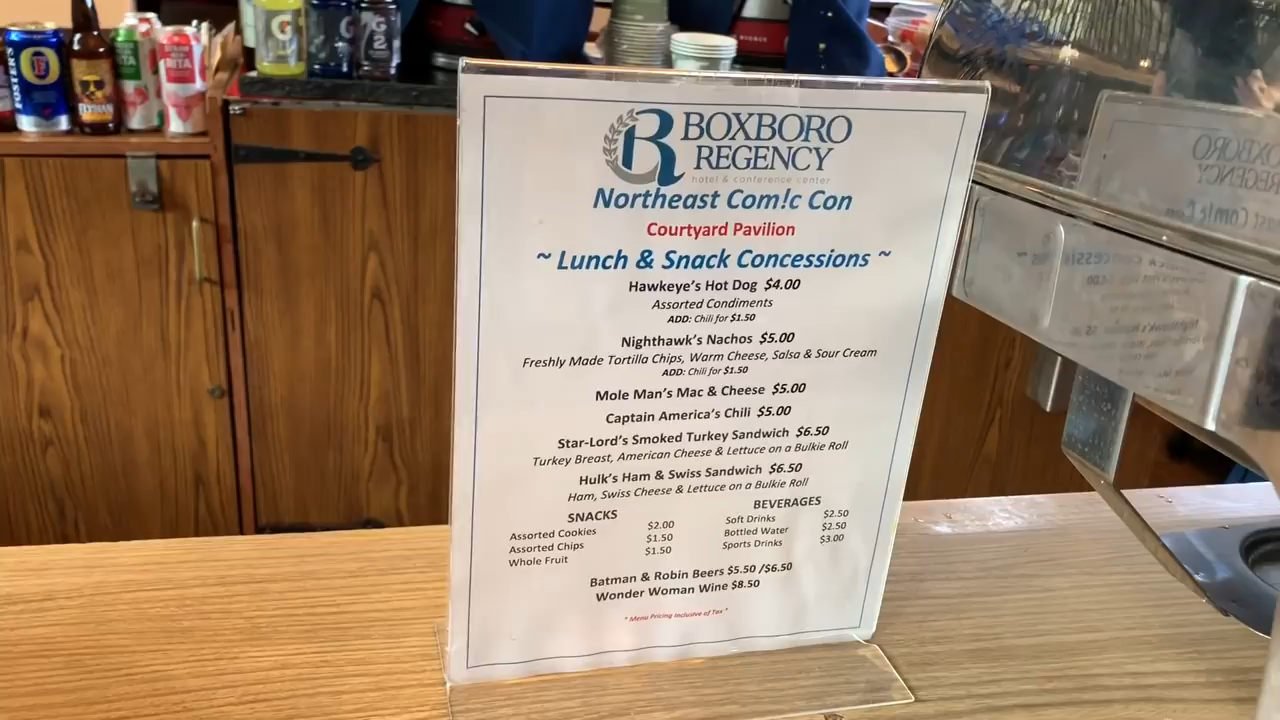 BOXBORO
REGENCY
hotel & conference center
Northeast Com!c Con
Courtyard Pavilion
~ Lunch & Snack Concessions ~
Hawkeye's Hot Dog $4.00
Assorted Condiments
ADD: Chili for $1.50
Nighthawk's Nachos $5.00
Freshly Made Tortilla Chips, Warm Cheese, Salsa & Sour Cream
ADD: Chili for $1.50
Mole Man's Mac & Cheese $5.00
Captain America's Chili $5.00
Star-Lord's Smoked Turkey Sandwich $6.50
Turkey Breast, American Cheese & Lettuce on a Bulkie Roll
Hulk's Ham & Swiss Sandwich $6.50
Ham, Swiss Cheese & Lettuce on a Bulkie Roll
SNACKS
Assorted Cookies $2.00
Assorted Chips $1.50
Whole Fruit $1.50
BEVERAGES
Soft Drinks $2.50
Bottled Water $2.50
Sports Drinks $3.00
Batman & Robin Beers $5.50 /$6.50
Wonder Woman Wine $8.50
* Menu Pricing Inclusive of Tax *
FOSTER'S
RITA
G
G
G2